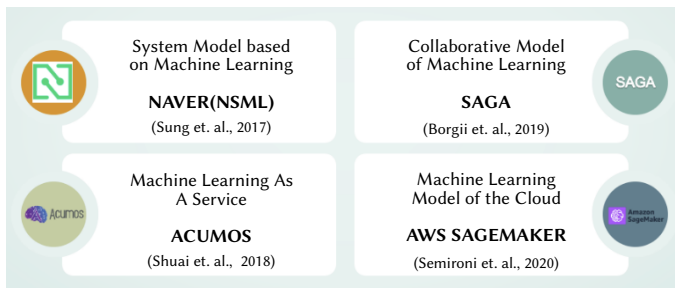 System Model based
on Machine Learning
NAVER(NSML)
(Sung et. al., 2017)
Collaborative Model
of Machine Learning
SAGA
(Borgii et. al., 2019)
SAGA
Acumos
Machine Learning As
A Service
ACUMOS
(Shuai et. al., 2018)
Machine Learning
Model of the Cloud
AWS SAGEMAKER
(Semironi et. al., 2020)
Amazon
SageMaker